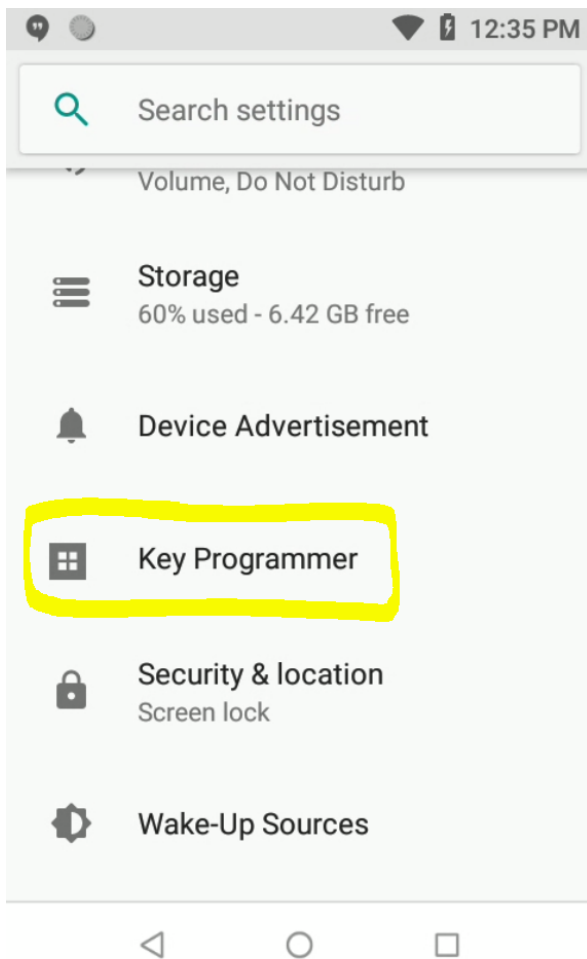 12:35 PM
Search settings
Volume, Do Not Disturb
Storage
60% used - 6.42 GB free
Device Advertisement
Key Programmer
Security & location
Screen lock
Wake-Up Sources